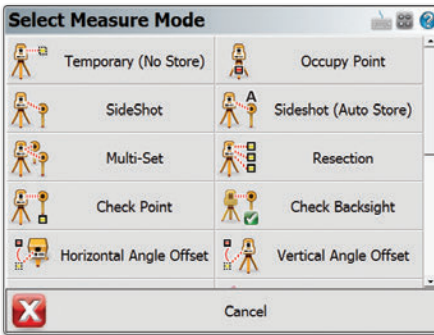 Select Measure Mode
Temporary (No Store)
Occupy Point
SideShot
A
Sideshot (Auto Store)
Multi-Set
Resection
Check Point
Check Backsight
Horizontal Angle Offset
Vertical Angle Offset
Cancel